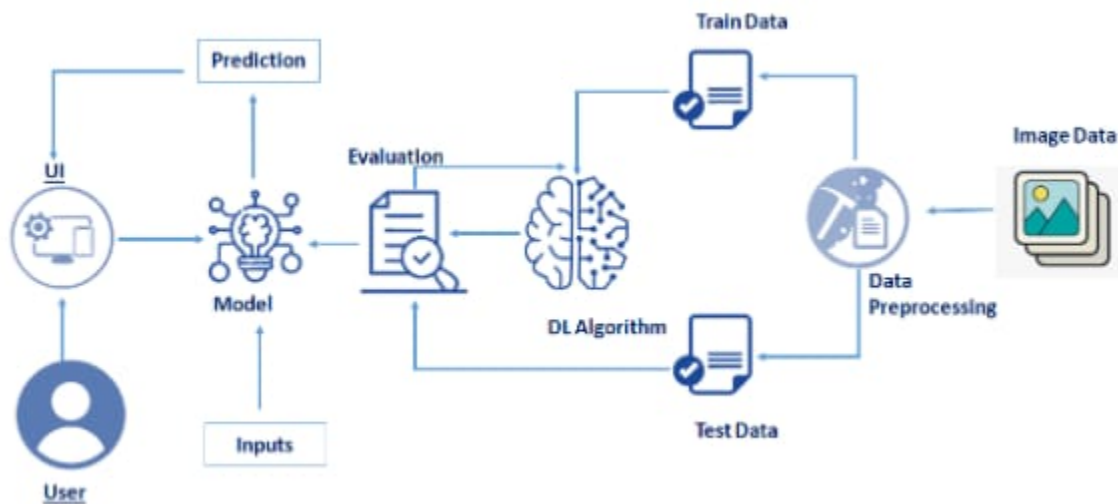 Train Data
Prediction
Image Data
Evaluation
UI
Data
Preprocessing
Model
DL Algorithm
Inputs
Test Data
User